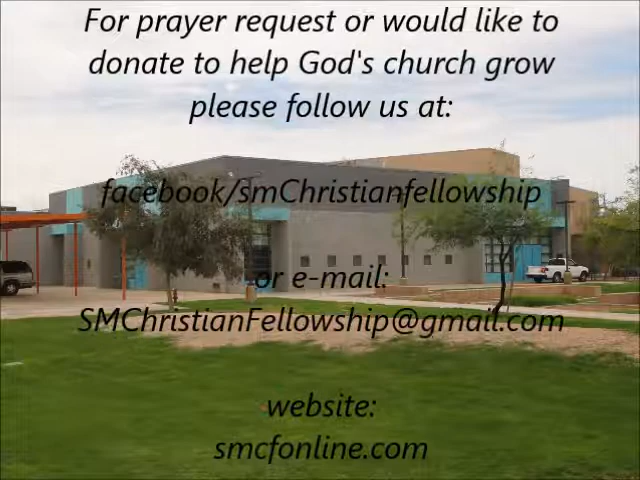 For prayer request or would like to
donate to help God's church grow
please follow us at:
facebook/smChristianfellowship
or e-mail:
SMChristianFellowship@gmail.com
website:
smcfonline.com